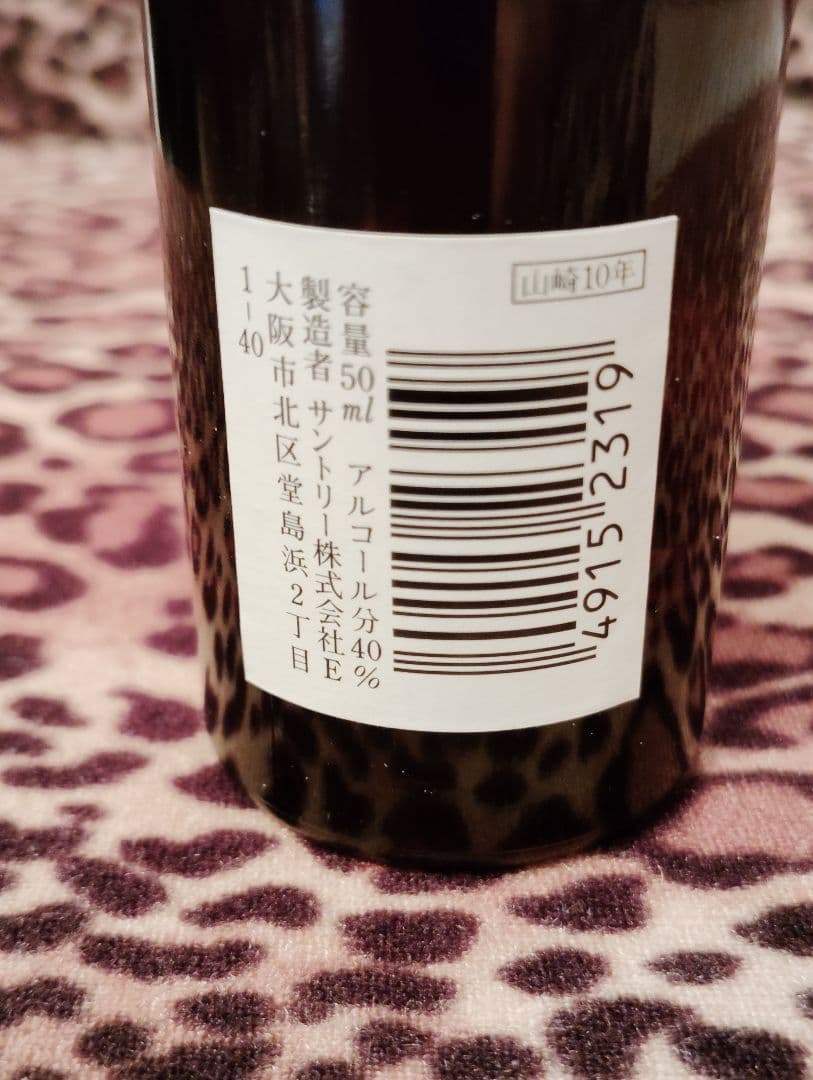 山崎10年
容量50ml アルコール分40%
製造者 サントリー株式会社E
大阪市北区堂島浜2丁目
1-40
4915 2319